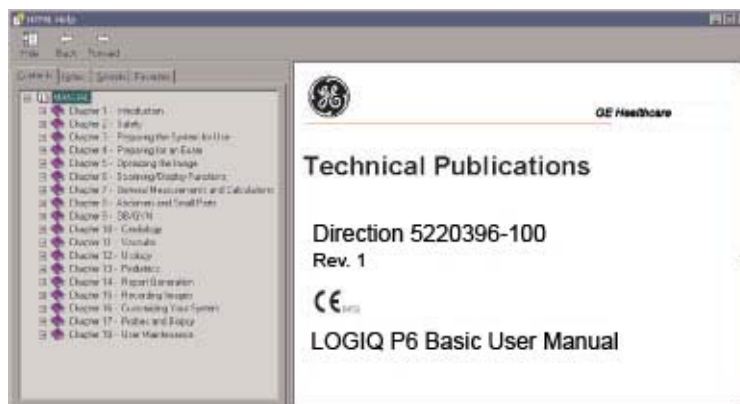 HTML Help
Hide Back Forward
Contents Index Search Favorites
MANUAL
Chapter 1 - Introduction
Chapter 2 - Safety
Chapter 3 - Preparing the System for Use
Chapter 4 - Preparing for an Exam
Chapter 5 - Optimizing the Image
Chapter 6 - Scanning/Display Functions
Chapter 7 - General Measurements and Calculations
Chapter 8 - Abdomen and Small Parts
Chapter 9 - OB/GYN
Chapter 10 - Cardiology
Chapter 11 - Vascular
Chapter 12 - Urology
Chapter 13 - Pediatrics
Chapter 14 - Report Generation
Chapter 15 - Recording Images
Chapter 16 - Customizing Your System
Chapter 17 - Probes and Biopsy
Chapter 18 - User Maintenance
GE
GE Healthcare
Technical Publications
Direction 5220396-100
Rev. 1
CE
LOGIQ P6 Basic User Manual